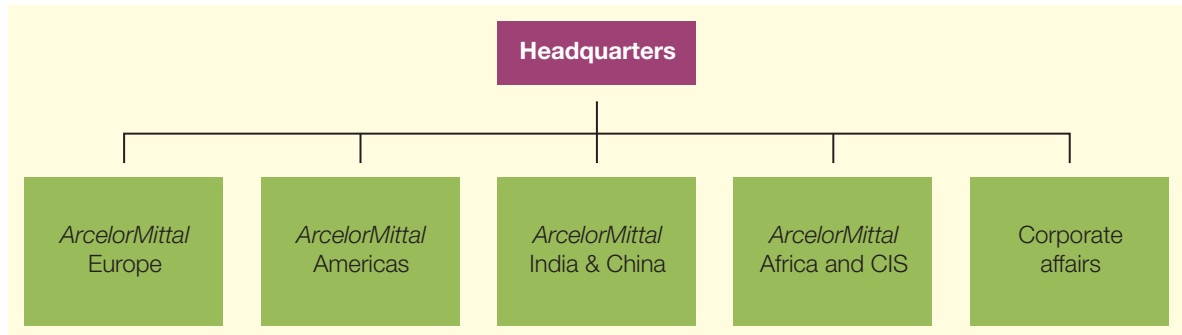 Headquarters
ArcelorMittal
Europe
ArcelorMittal
Americas
ArcelorMittal
India & China
ArcelorMittal
Africa and CIS
Corporate
affairs